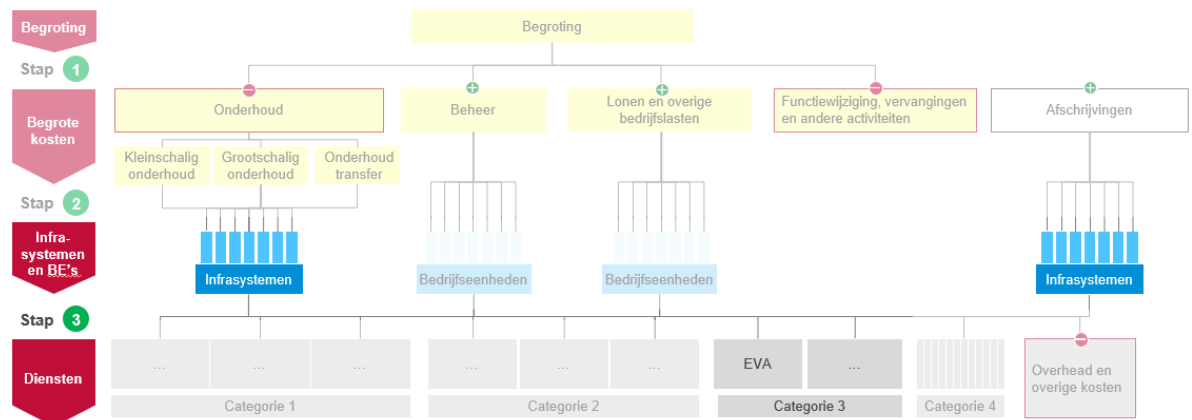 Begroting
Begroting
Stap 1
Onderhoud
Beheer
Lonen en overige
bedrijfslasten
Functiewijziging, vervangingen
en andere activiteiten
Afschrijvingen
Begrote
kosten
Kleinschalig
onderhoud
Grootschalig
onderhoud
Onderhoud
transfer
Stap 2
Infra-
systemen
en BE's
Infrasystemen
Bedrijfseenheden
Bedrijfseenheden
Infrasystemen
Stap 3
Diensten
...
...
...
...
...
...
EVA
...
Overhead en
overige kosten
Categorie 1
Categorie 2
Categorie 3
Categorie 4